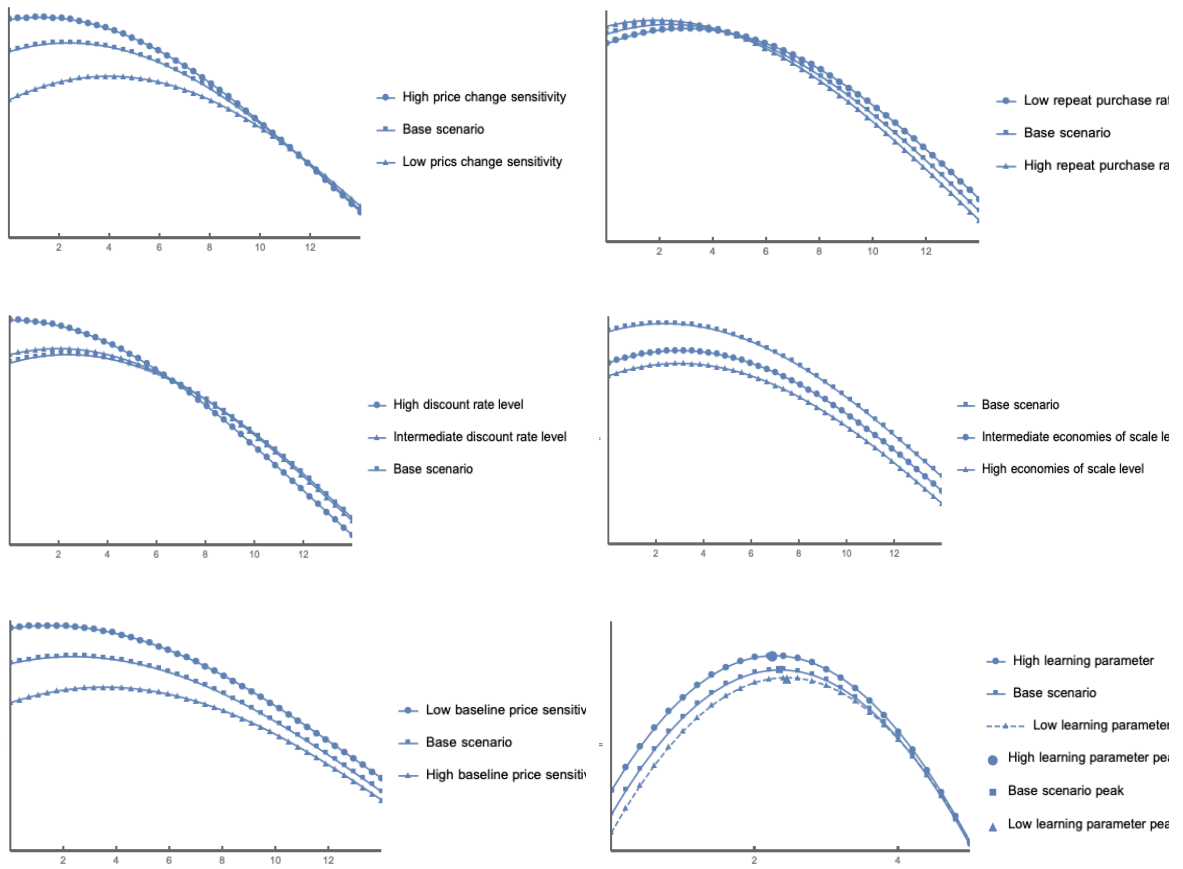 High price change sensitivity
Base scenario
Low prics change sensitivity
2 4 6 8 10 12
Low repeat purchase rat
Base scenario
High repeat purchase ra
2 4 6 8 10 12
High discount rate level
Intermediate discount rate level
Base scenario
2 4 6 8 10 12
Base scenario
Intermediate economies of scale le
High economies of scale level
2 4 6 8 10 12
Low baseline price sensitiv
Base scenario
High baseline price sensitiv
2 4 6 8 10 12
High learning parameter
Base scenario
Low learning parameter
High learning parameter pea
Base scenario peak
Low learning parameter pea
2 4